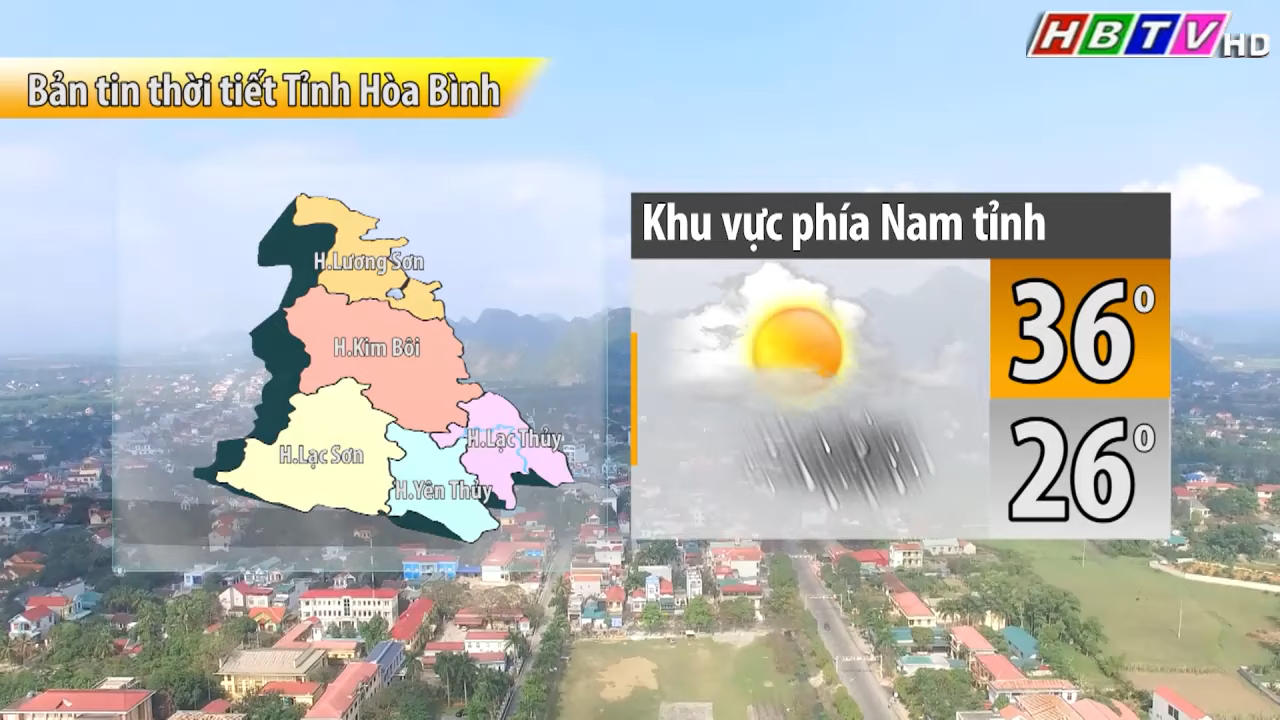 HBTV HD
Bản tin thời tiết Tỉnh Hòa Bình
Khu vực phía Nam tỉnh
H.Lương Sơn
H.Kim Bôi
H.Lạc Thủy
H.Lạc Sơn
H.Yên Thủy
36°
26°